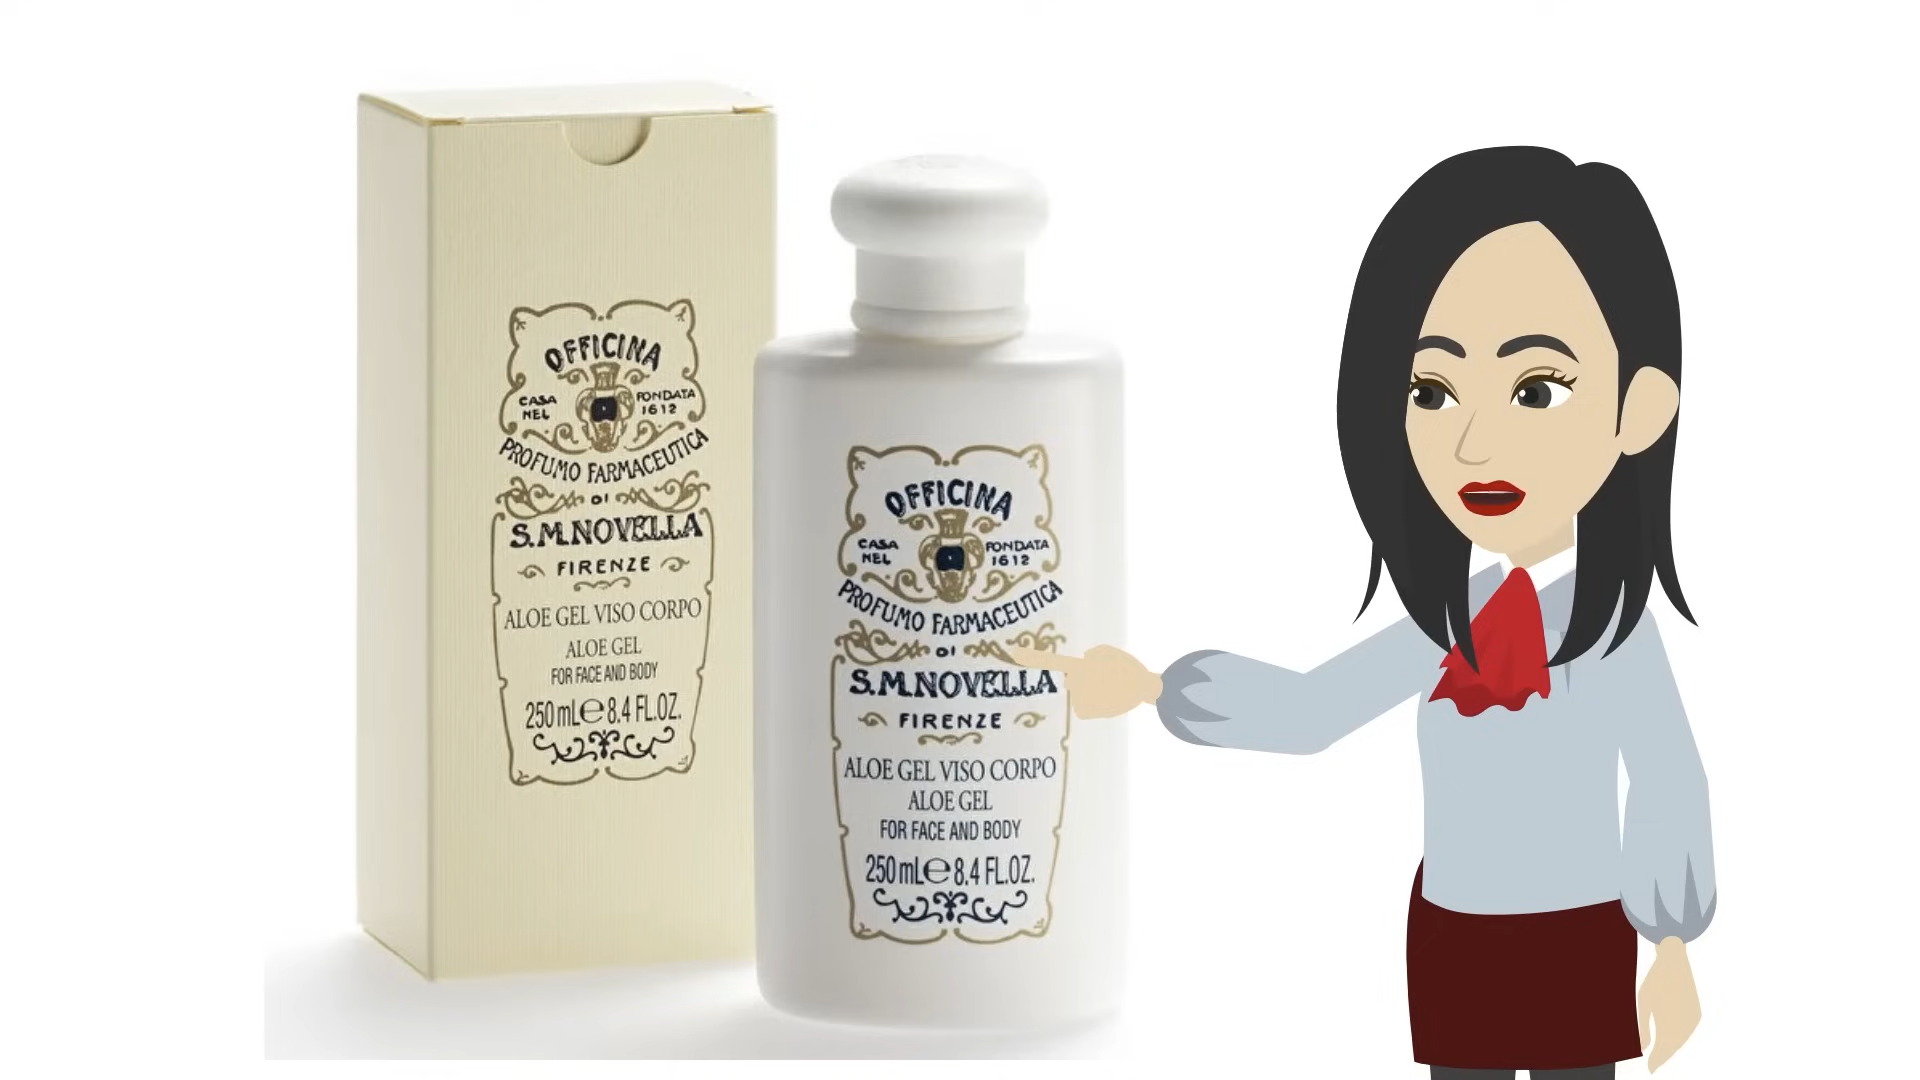 OFFICINA
CASA FONDATA
NEL 1612
PROFUMO FARMACEUTICA
DI
S.M.NOVELLA
FIRENZE
ALOE GEL VISO CORPO
ALOE GEL
FOR FACE AND BODY
250 mL℮ 8.4 FL.OZ.
OFFICINA
CASA FONDATA
NEL 1612
PROFUMO FARMACEUTICA
DI
S.M.NOVELLA
FIRENZE
ALOE GEL VISO CORPO
ALOE GEL
FOR FACE AND BODY
250 mL℮ 8.4 FL.OZ.